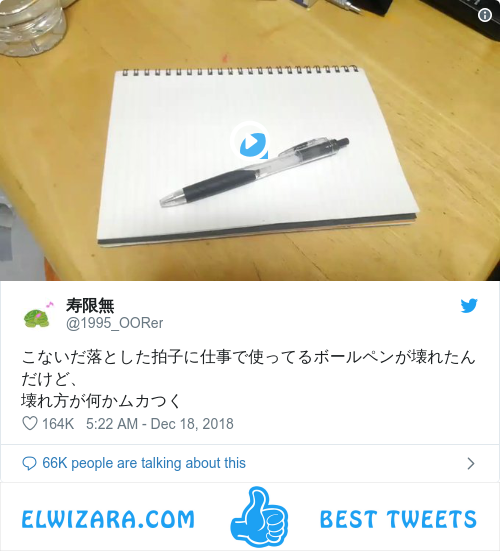 寿限無
@1995_OORer
こないだ落とした拍子に仕事で使ってるボールペンが壊れたん
だけど、
壊れ方が何かムカつく
164K 5:22 AM - Dec 18, 2018
66K people are talking about this
ELWIZARA.COM BEST TWEETS